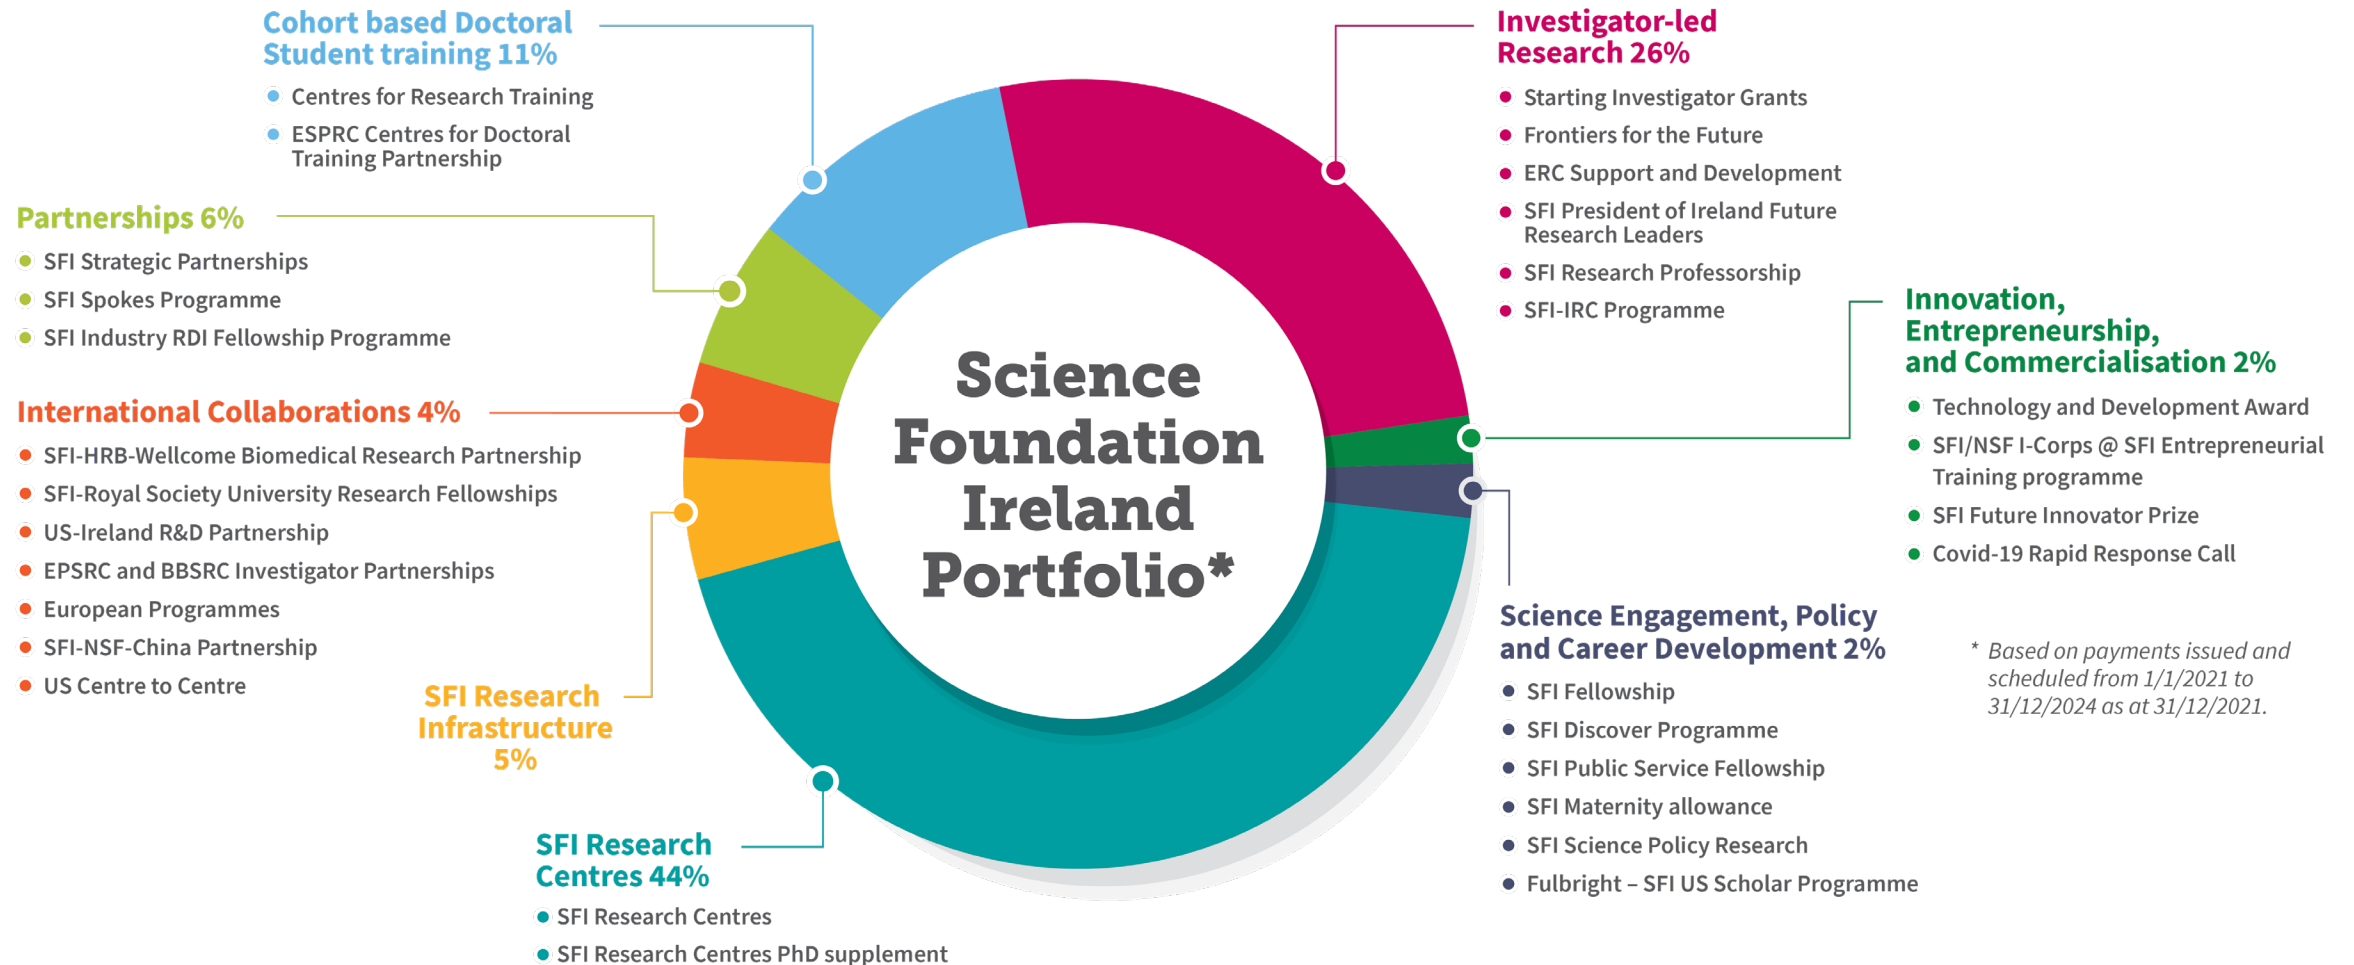 Cohort based Doctoral
Student training 11%
Centres for Research Training
ESPRC Centres for Doctoral
Training Partnership
Partnerships 6%
SFI Strategic Partnerships
SFI Spokes Programme
SFI Industry RDI Fellowship Programme
International Collaborations 4%
SFI-HRB-Wellcome Biomedical Research Partnership
SFI-Royal Society University Research Fellowships
US-Ireland R&D Partnership
EPSRC and BBSRC Investigator Partnerships
European Programmes
SFI-NSF-China Partnership
US Centre to Centre
SFI Research
Infrastructure
5%
SFI Research
Centres 44%
SFI Research Centres
SFI Research Centres PhD supplement
Science
Foundation
Ireland
Portfolio*
Investigator-led
Research 26%
Starting Investigator Grants
Frontiers for the Future
ERC Support and Development
SFI President of Ireland Future
Research Leaders
SFI Research Professorship
SFI-IRC Programme
Innovation,
Entrepreneurship,
and Commercialisation 2%
Technology and Development Award
SFI/NSF I-Corps @ SFI Entrepreneurial
Training programme
SFI Future Innovator Prize
Covid-19 Rapid Response Call
Science Engagement, Policy
and Career Development 2%
SFI Fellowship
SFI Discover Programme
SFI Public Service Fellowship
SFI Maternity allowance
SFI Science Policy Research
Fulbright – SFI US Scholar Programme
* Based on payments issued and
scheduled from 1/1/2021 to
31/12/2024 as at 31/12/2021.